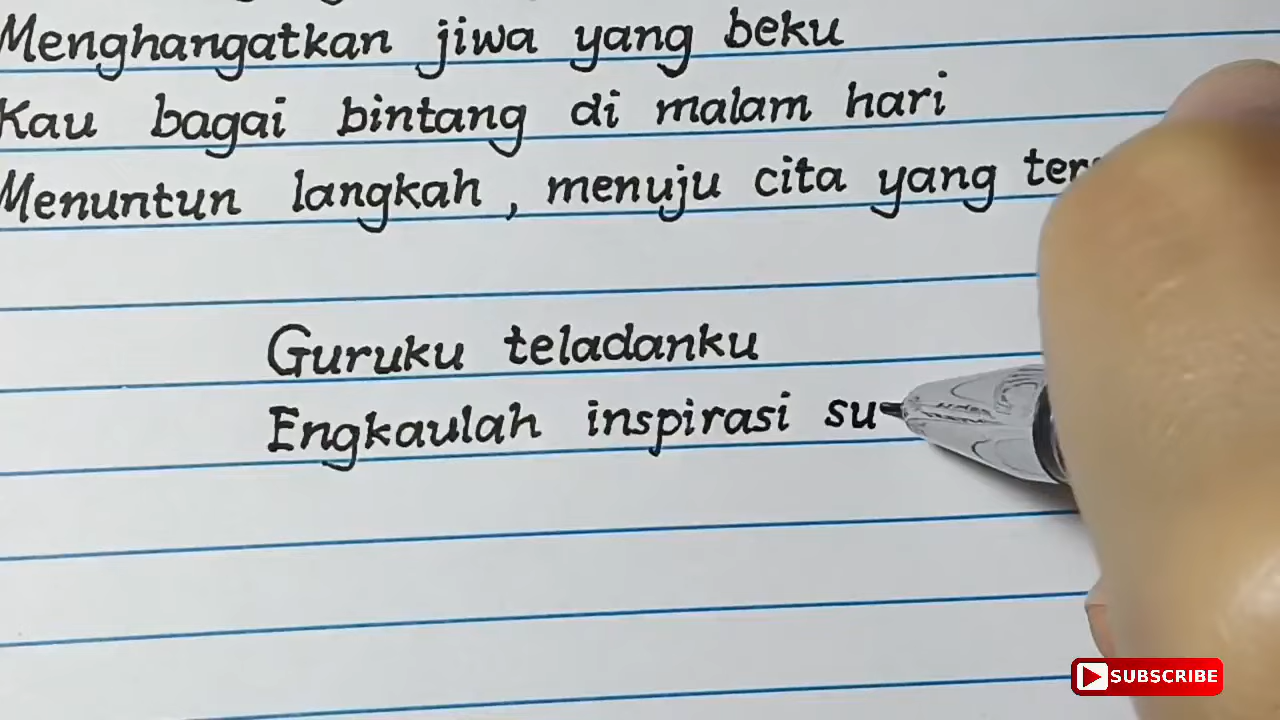 Menghangatkan jiwa yang beku
Kau bagai bintang di malam hari
Menuntun langkah, menuju cita yang
Guruku teladanku
Engkaulah inspirasi su
SUBSCRIBE